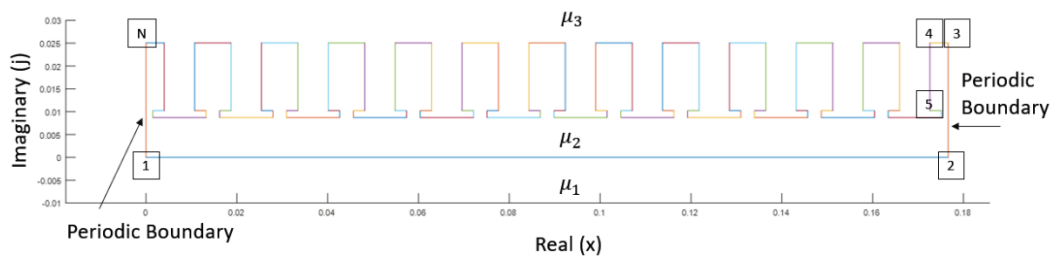 μ₃
0.03
N
4
3
0.025
0.02
0.015
5
0.01
Periodic
Boundary
0.005
μ₂
0
1
2
-0.005
μ₁
-0.01
Imaginary (j)
0
0.02
0.04
0.06
0.08
0.1
0.12
0.14
0.16
0.18
Periodic Boundary
Real (x)